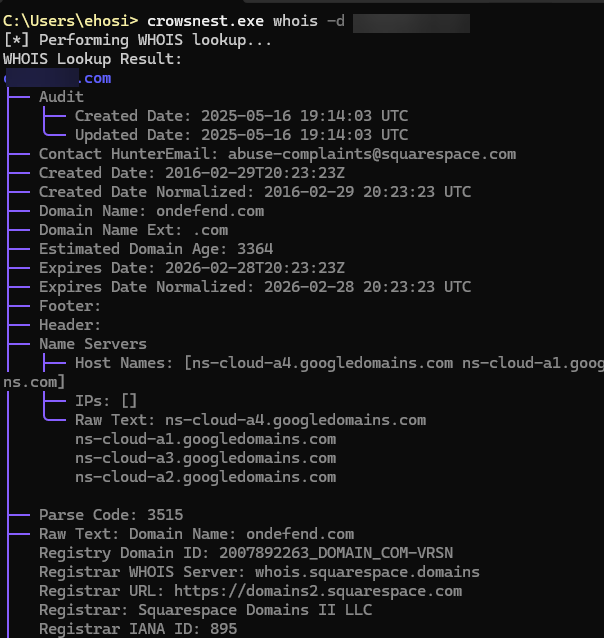 C:\Users\ehosi> crowsnest.exe whois -d
[*] Performing WHOIS lookup...
WHOIS Lookup Result:
.com
Audit
Created Date: 2025-05-16 19:14:03 UTC
Updated Date: 2025-05-16 19:14:03 UTC
Contact HunterEmail: abuse-complaints@squarespace.com
Created Date: 2016-02-29T20:23:23Z
Created Date Normalized: 2016-02-29 20:23:23 UTC
Domain Name: ondefend.com
Domain Name Ext: .com
Estimated Domain Age: 3364
Expires Date: 2026-02-28T20:23:23Z
Expires Date Normalized: 2026-02-28 20:23:23 UTC
Footer:
Header:
Name Servers
Host Names: [ns-cloud-a4.googledomains.com ns-cloud-a1.goog
ns.com]
IPs: []
Raw Text: ns-cloud-a4.googledomains.com
ns-cloud-a1.googledomains.com
ns-cloud-a3.googledomains.com
ns-cloud-a2.googledomains.com
Parse Code: 3515
Raw Text: Domain Name: ondefend.com
Registry Domain ID: 2007892263_DOMAIN_COM-VRSN
Registrar WHOIS Server: whois.squarespace.domains
Registrar URL: https://domains2.squarespace.com
Registrar: Squarespace Domains II LLC
Registrar IANA ID: 895